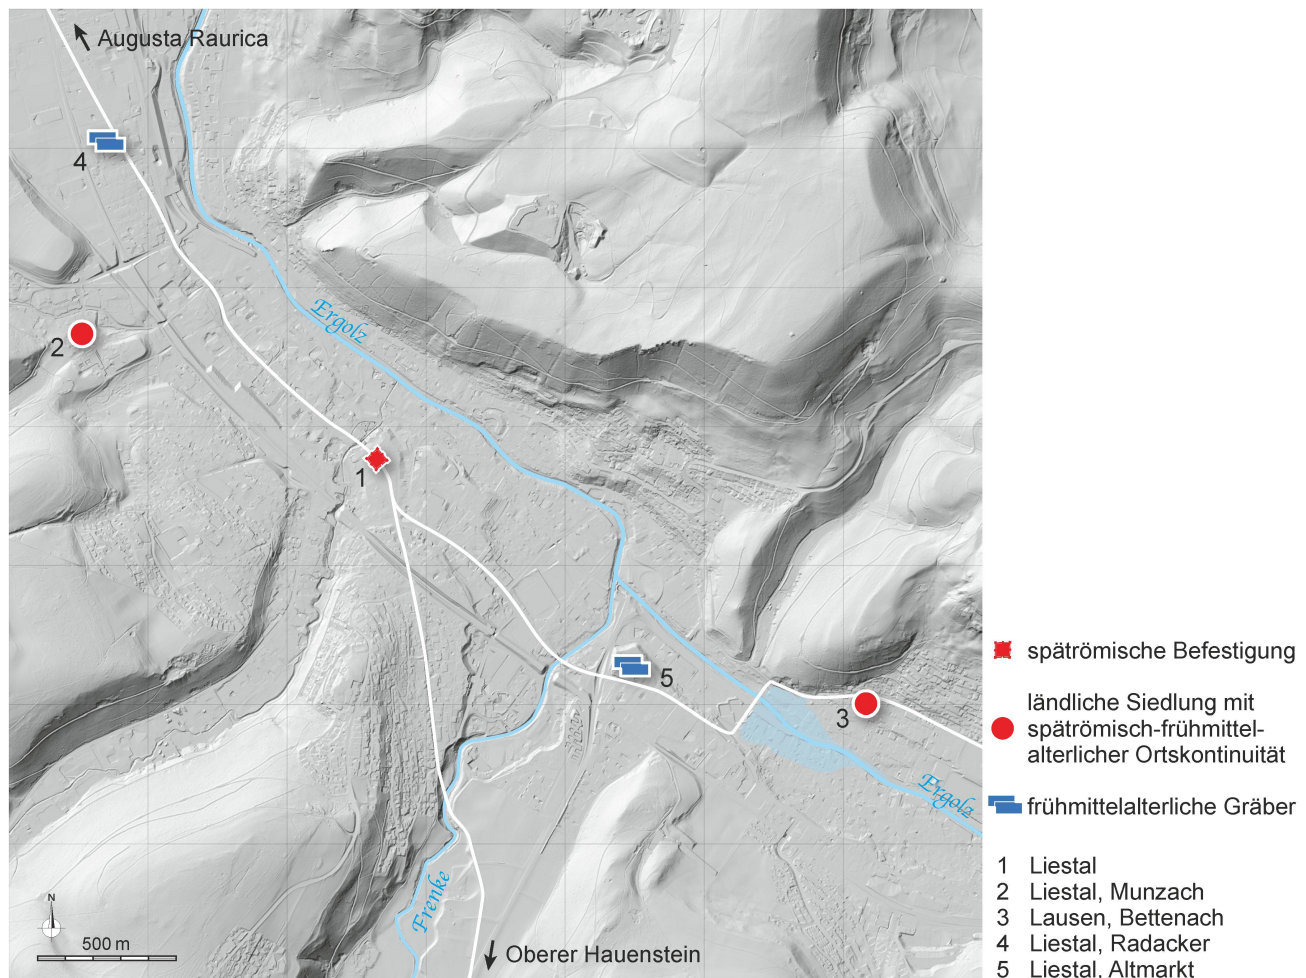 Augusta Raurica
4
Ergolz
2
1
5
3
Ergolz
Frenke
N
500 m
Oberer Hauenstein
spätrömische Befestigung
ländliche Siedlung mit
spätrömisch-frühmittel-
alterlicher Ortskontinuität
frühmittelalterliche Gräber
1 Liestal
2 Liestal, Munzach
3 Lausen, Bettenach
4 Liestal, Radacker
5 Liestal, Altmarkt